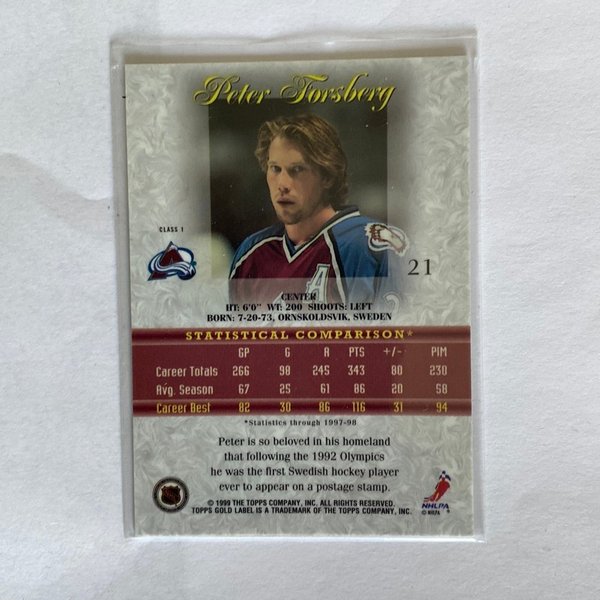 Peter Forsberg
CLASS 1
A
21
CENTER
HT: 6'0" WT: 200 SHOOTS: LEFT
BORN: 7-20-73, ORNSKOLDSVIK, SWEDEN
STATISTICAL COMPARISON*
GP G A PTS +/- PIM
Career Totals 266 98 245 343 80 230
Avg. Season 67 25 61 86 20 58
Career Best 82 30 86 116 31 94
*Statistics through 1997-98
Peter is so beloved in his homeland
that following the 1992 Olympics
he was the first Swedish hockey player
ever to appear on a postage stamp.
© 1999 THE TOPPS COMPANY, INC. ALL RIGHTS RESERVED.
TOPPS GOLD LABEL IS A TRADEMARK OF THE TOPPS COMPANY, INC.
NHL
NHLPA
© NHLPA